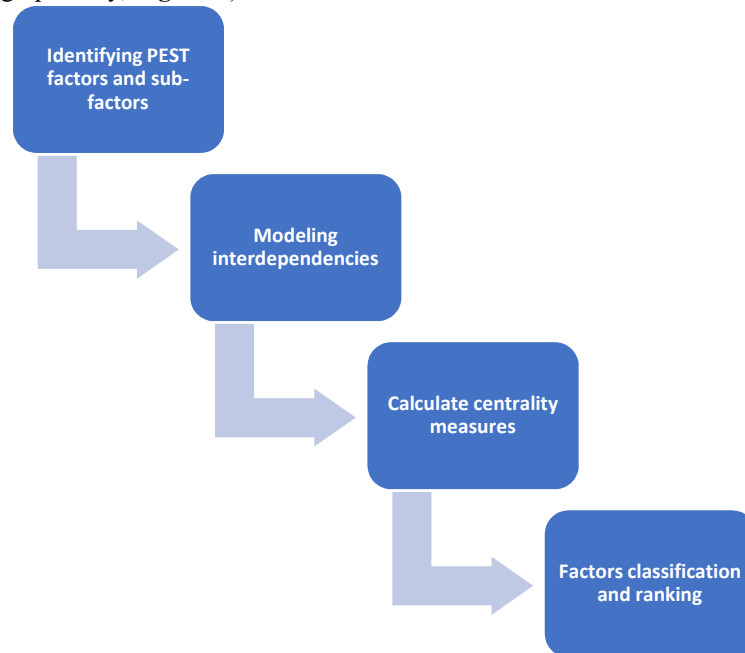 Identifying PEST
factors and sub-
factors
Modeling
interdependencies
Calculate centrality
measures
Factors classification
and ranking